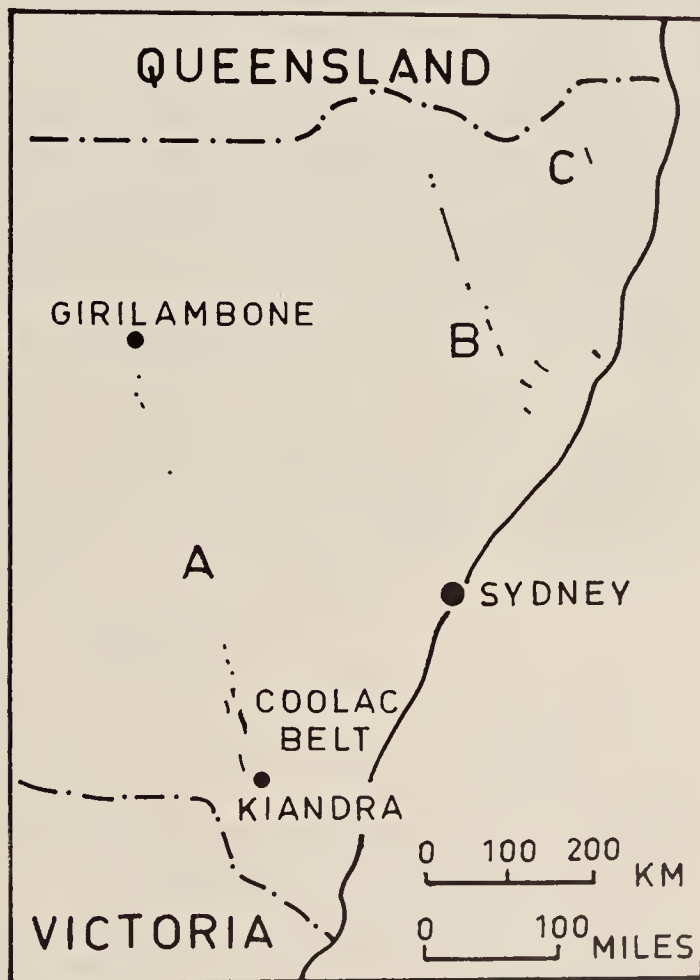 QUEENSLAND
C
GIRILAMBONE
B
A
SYDNEY
COOLAC
BELT
KIANDRA
0 100 200
KM
VICTORIA
0 100
MILES